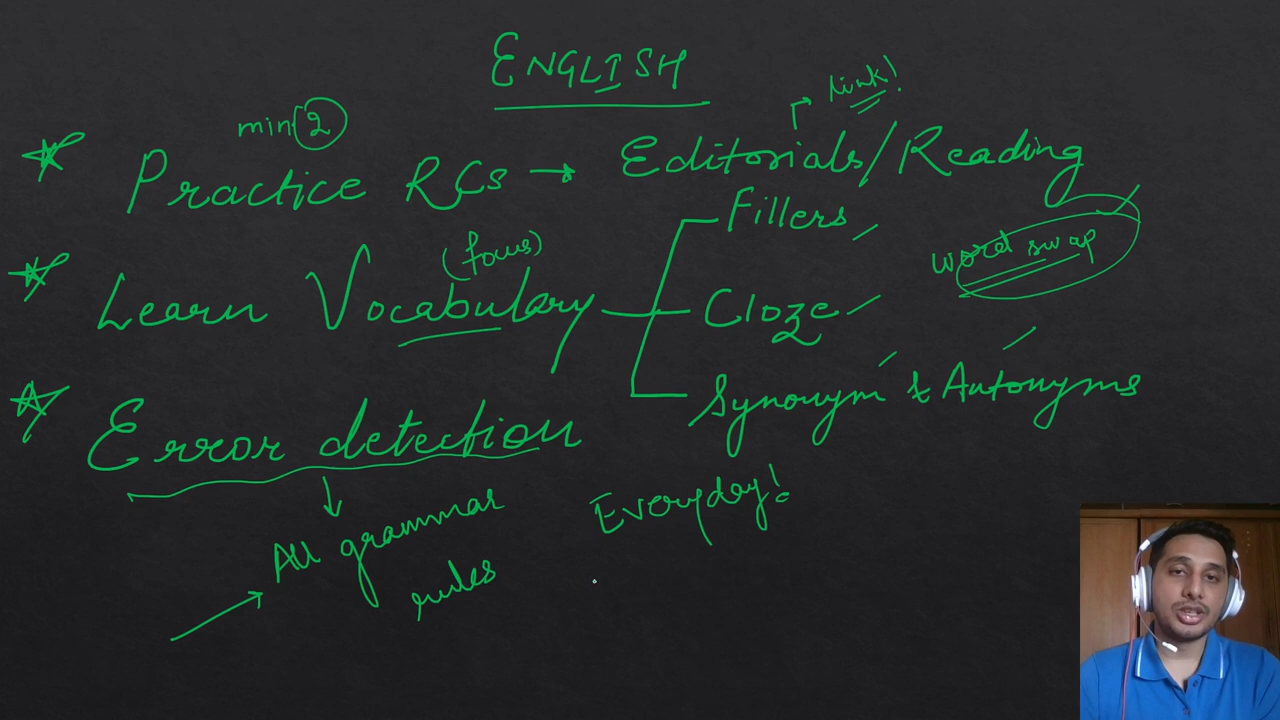 ENGLISH
link!
min 2
Practice RCs → Editorials/Reading
Fillers
word swap
(focus)
Learn Vocabulary
Cloze
Synonym & Antonyms
Error detection
Everyday!
All grammar
rules